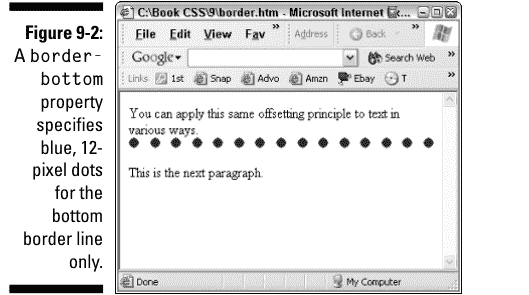 Figure 9-2:
A border-
bottom
property
specifies
blue, 12-
pixel dots
for the
bottom
border line
only.
C:\Book CSS\9\border.htm - Microsoft Internet E...
File Edit View Fav » Address Back »
Google Search Web »
Links 1st Snap Advo Amzn Ebay T »
You can apply this same offsetting principle to text in
various ways.
This is the next paragraph.
Done My Computer